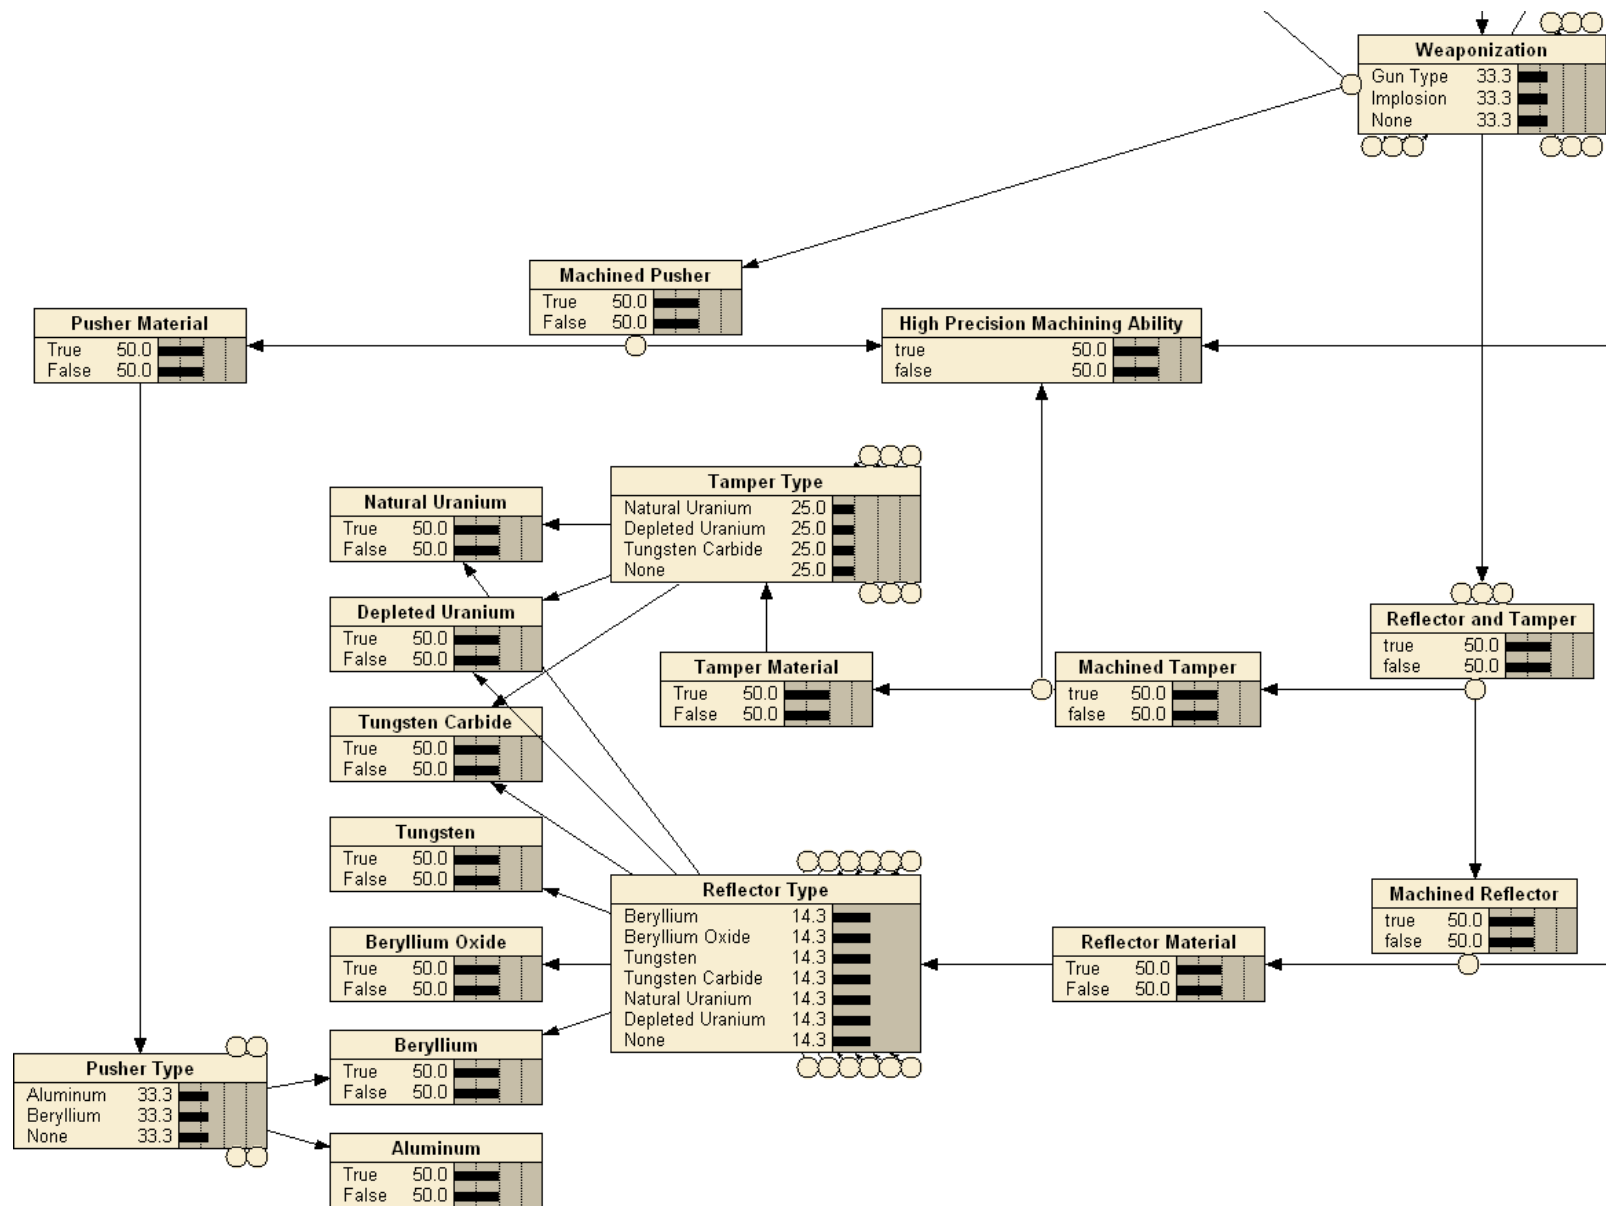 Weaponization
Gun Type 33.3
Implosion 33.3
None 33.3
Machined Pusher
True 50.0
False 50.0
Pusher Material
True 50.0
False 50.0
High Precision Machining Ability
true 50.0
false 50.0
Tamper Type
Natural Uranium 25.0
Depleted Uranium 25.0
Tungsten Carbide 25.0
None 25.0
Natural Uranium
True 50.0
False 50.0
Depleted Uranium
True 50.0
False 50.0
Reflector and Tamper
true 50.0
false 50.0
Tamper Material
True 50.0
False 50.0
Machined Tamper
true 50.0
false 50.0
Tungsten Carbide
True 50.0
False 50.0
Tungsten
True 50.0
False 50.0
Reflector Type
Beryllium 14.3
Beryllium Oxide 14.3
Tungsten 14.3
Tungsten Carbide 14.3
Natural Uranium 14.3
Depleted Uranium 14.3
None 14.3
Machined Reflector
true 50.0
false 50.0
Beryllium Oxide
True 50.0
False 50.0
Reflector Material
True 50.0
False 50.0
Beryllium
True 50.0
False 50.0
Pusher Type
Aluminum 33.3
Beryllium 33.3
None 33.3
Aluminum
True 50.0
False 50.0